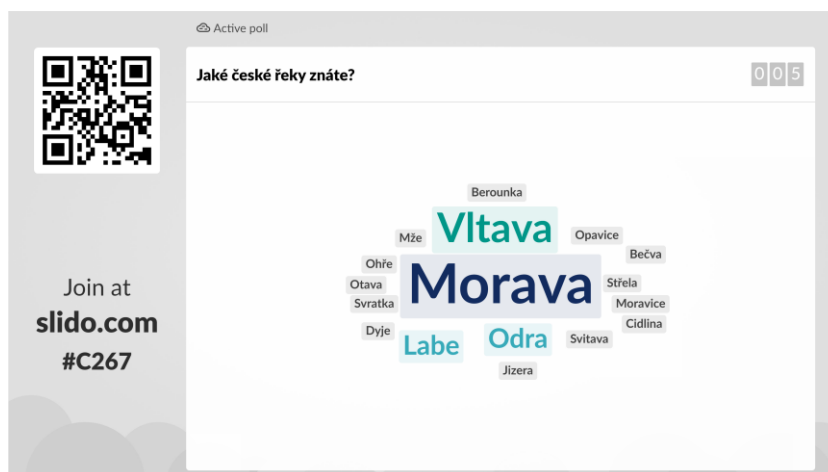 Active poll
Jaké české řeky znáte?
005
Join at
slido.com
#C267
Berounka
Vltava
Mže
Opavice
Bečva
Ohře
Morava
Otava
Střela
Svratka
Moravice
Cidlina
Dyje
Labe
Odra
Svitava
Jizera